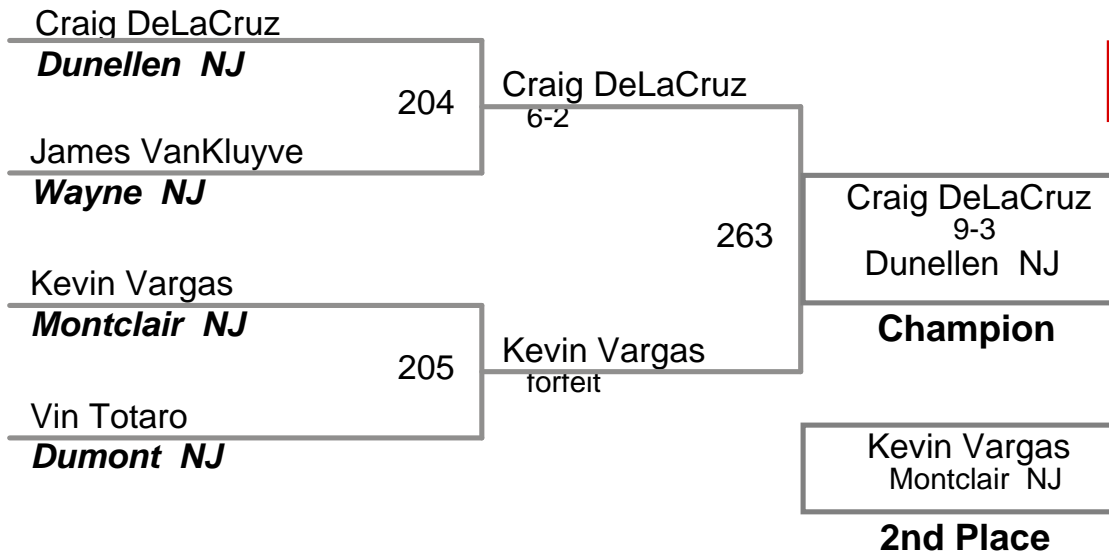 Craig DeLaCruz
Dunellen NJ
204
James VanKluyve
Wayne NJ
Kevin Vargas
Montclair NJ
205
Vin Totaro
Dumont NJ
Craig DeLaCruz
6-2
263
Kevin Vargas
forfeit
Craig DeLaCruz
9-3
Dunellen NJ
Champion
Kevin Vargas
Montclair NJ
2nd Place